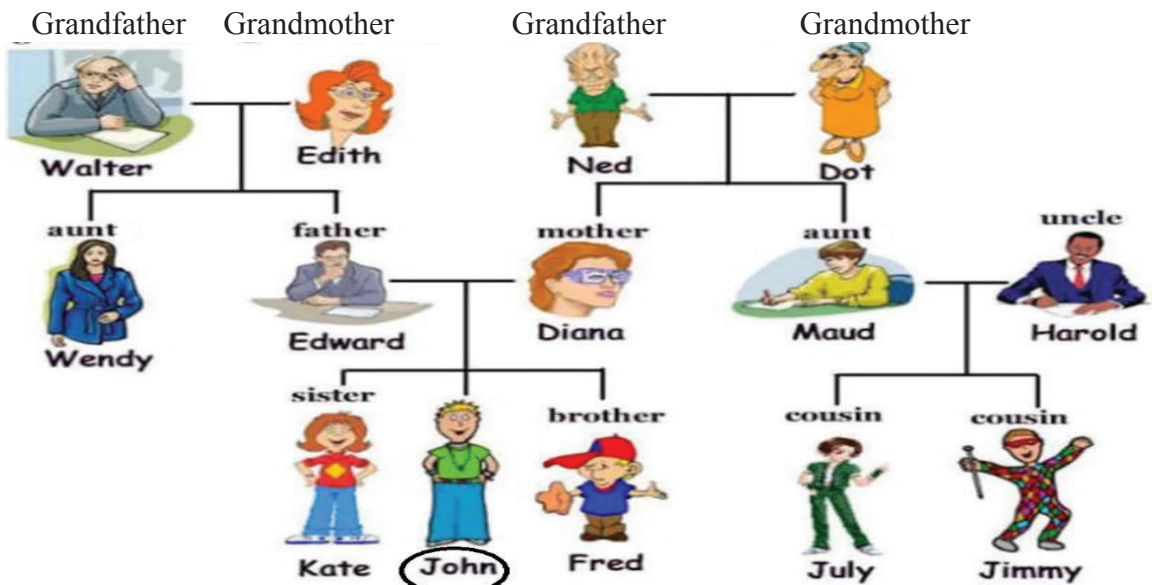 Grandfather Grandmother Grandfather Grandmother
Walter Edith Ned Dot
aunt father mother aunt uncle
Wendy Edward Diana Maud Harold
sister brother cousin cousin
Kate John Fred July Jimmy